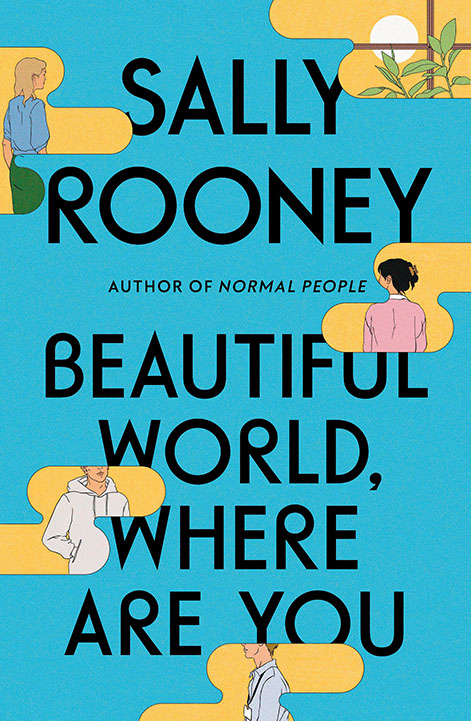 SALLY
ROONEY
AUTHOR OF NORMAL PEOPLE
BEAUTIFUL
WORLD,
WHERE
ARE YOU